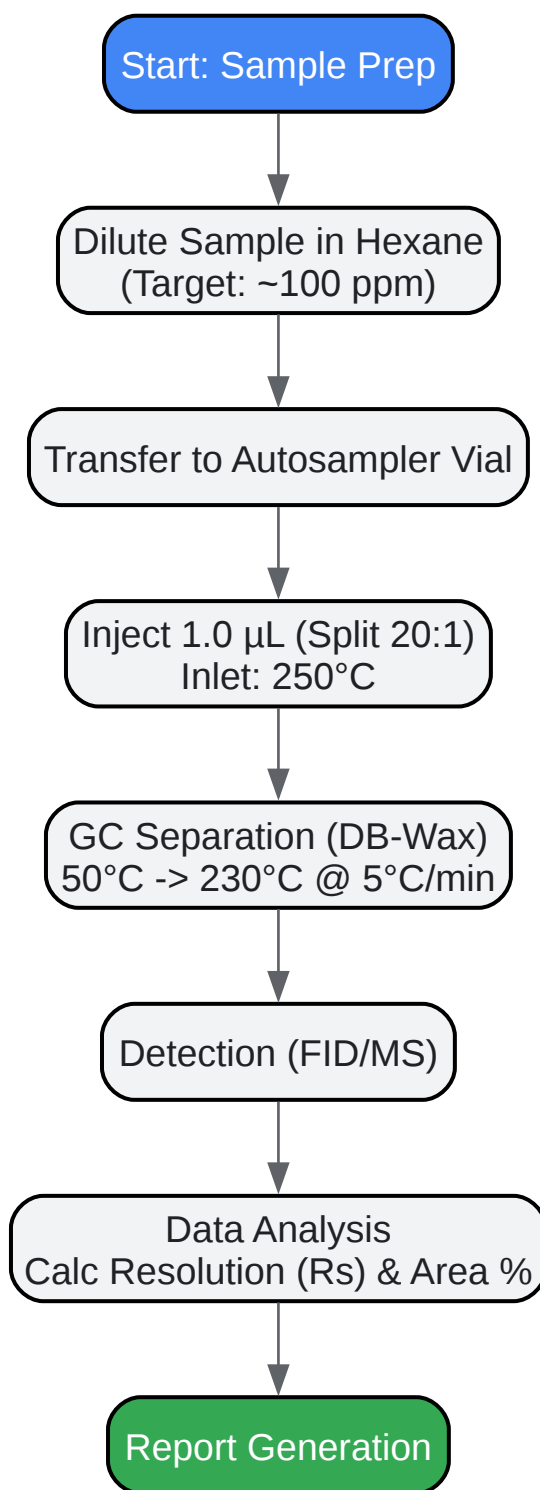 Start: Sample Prep
Dilute Sample in Hexane
(Target: ~100 ppm)
Transfer to Autosampler Vial
Inject 1.0 µL (Split 20:1)
Inlet: 250°C
GC Separation (DB-Wax)
50°C -> 230°C @ 5°C/min
Detection (FID/MS)
Data Analysis
Calc Resolution (Rs) & Area %
Report Generation